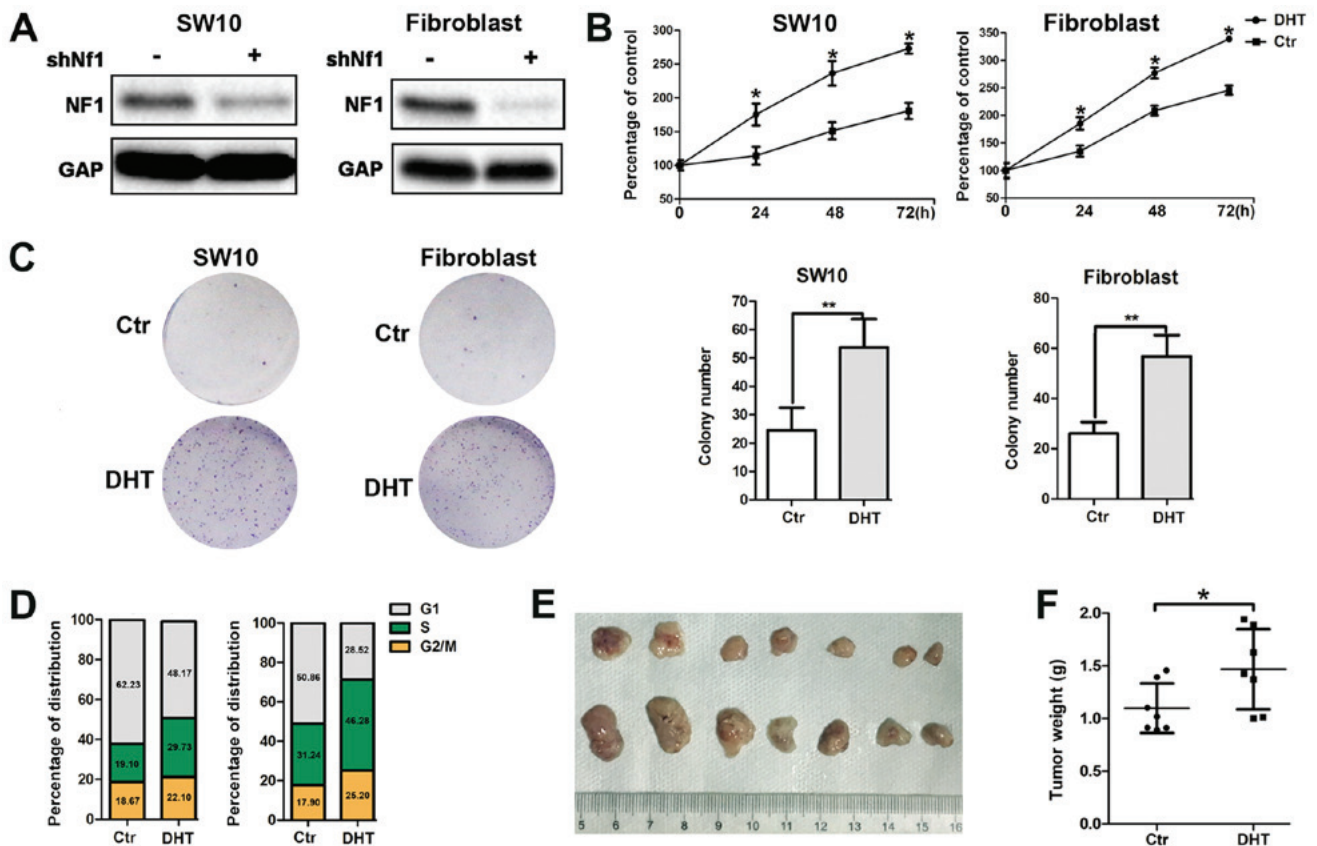 A
SW10
Fibroblast
shNf1 - +
shNf1 - +
NF1
NF1
GAP
GAP
B
SW10
Fibroblast
DHT
Ctr
Percentage of control
300
250
200
150
100
50
* * *
0 24 48 72(h)
Percentage of control
350
300
250
200
150
100
50
* * *
0 24 48 72(h)
C
SW10
Fibroblast
Ctr
Ctr
DHT
DHT
SW10
Colony number
70
60
50
40
30
20
10
0
**
Ctr DHT
Fibroblast
Colony number
80
60
40
20
0
**
Ctr DHT
D
Percentage of distribution
100
80
60
40
20
0
62.23 48.17
19.10 29.73
18.67 22.10
Ctr DHT
Percentage of distribution
100
80
60
40
20
0
50.86 28.52
31.24 46.28
17.90 25.20
Ctr DHT
G1
S
G2/M
E
5 6 7 8 9 10 11 12 13 14 15 16
F
Tumor weight (g)
2.0
1.5
1.0
0.5
0.0
*
Ctr DHT